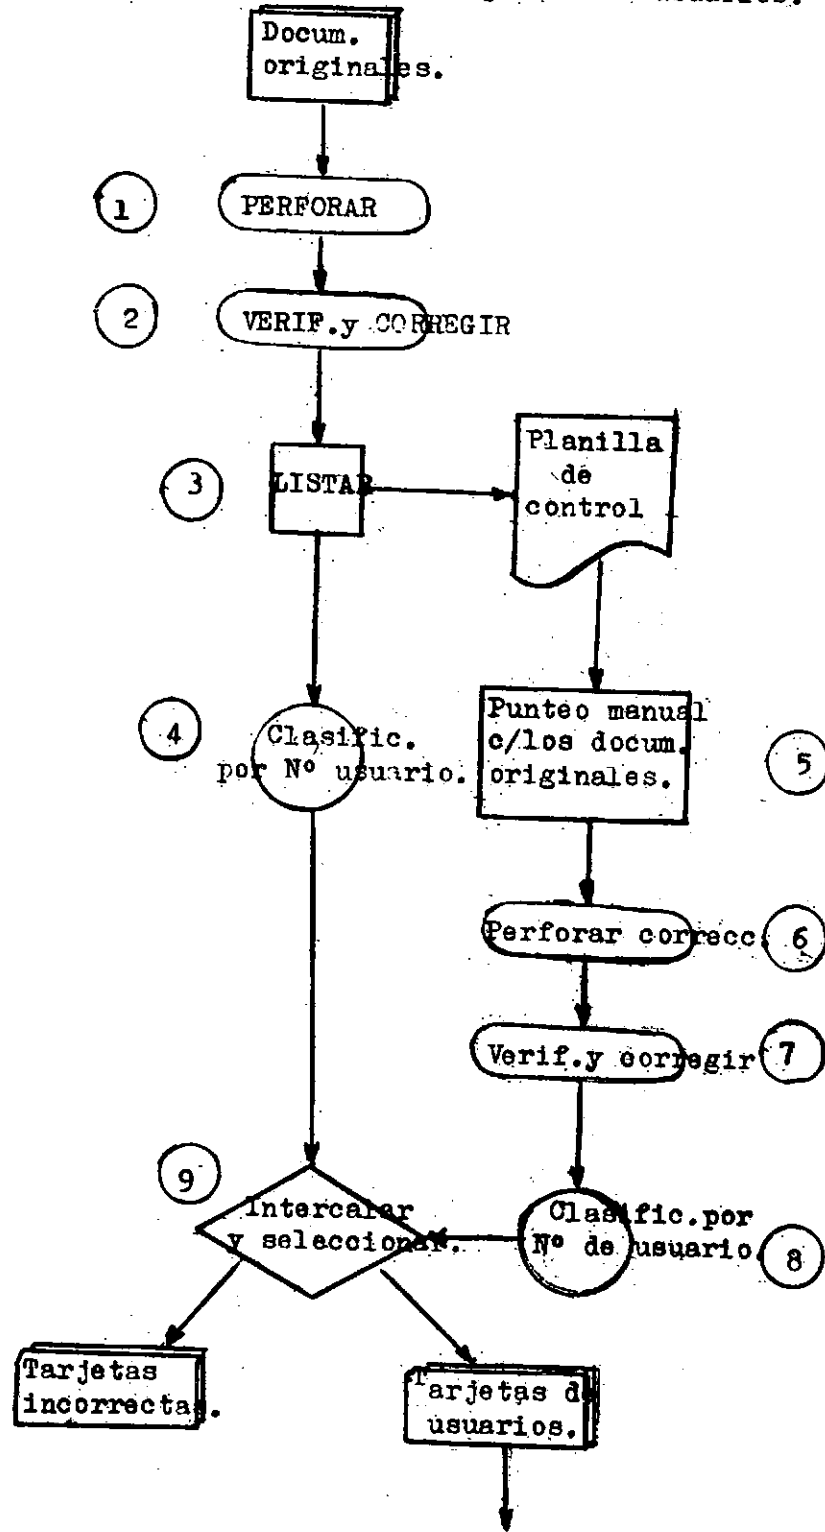 Docum.
originales.
1
PERFORAR
2
VERIF.y CORREGIR
3
LISTAR
Planilla
de
control
4
Clasific.
por Nº usuario.
Punteo manual
c/los docum.
originales.
5
Perforar correcc.
6
Verif.y corregir
7
9
Intercalar
y seleccionar.
Clasific.por
Nº de usuario
8
Tarjetas
incorrectas.
Tarjetas de
usuarios.